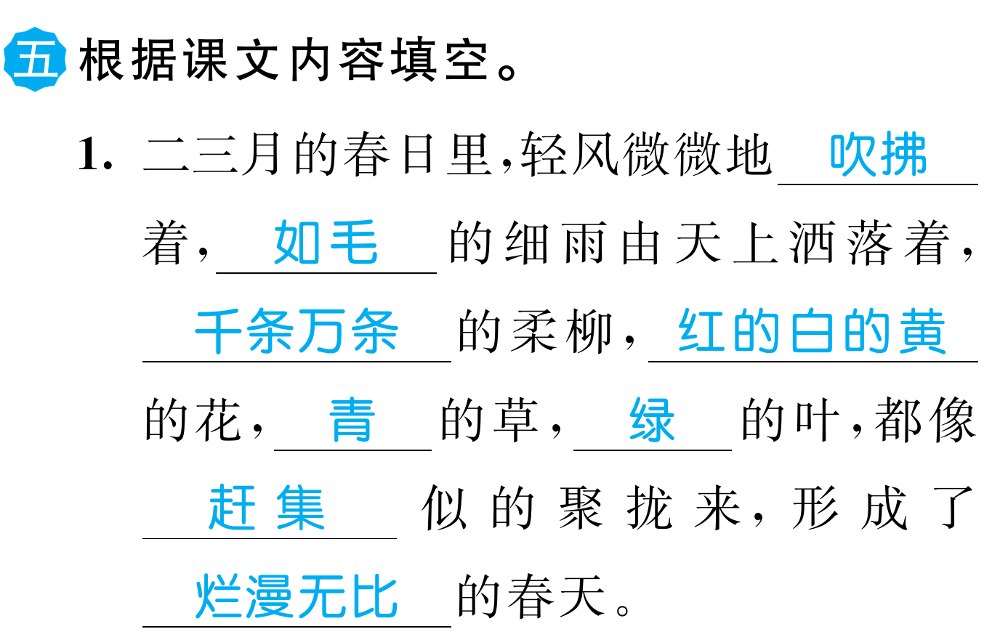 五 根据课文内容填空。
1. 二三月的春日里,轻风微微地 吹拂
着, 如毛 的细雨由天上洒落着,
千条万条 的柔柳, 红的白的黄
的花, 青 的草, 绿 的叶,都像
赶集 似的聚拢来,形成了
烂漫无比 的春天。